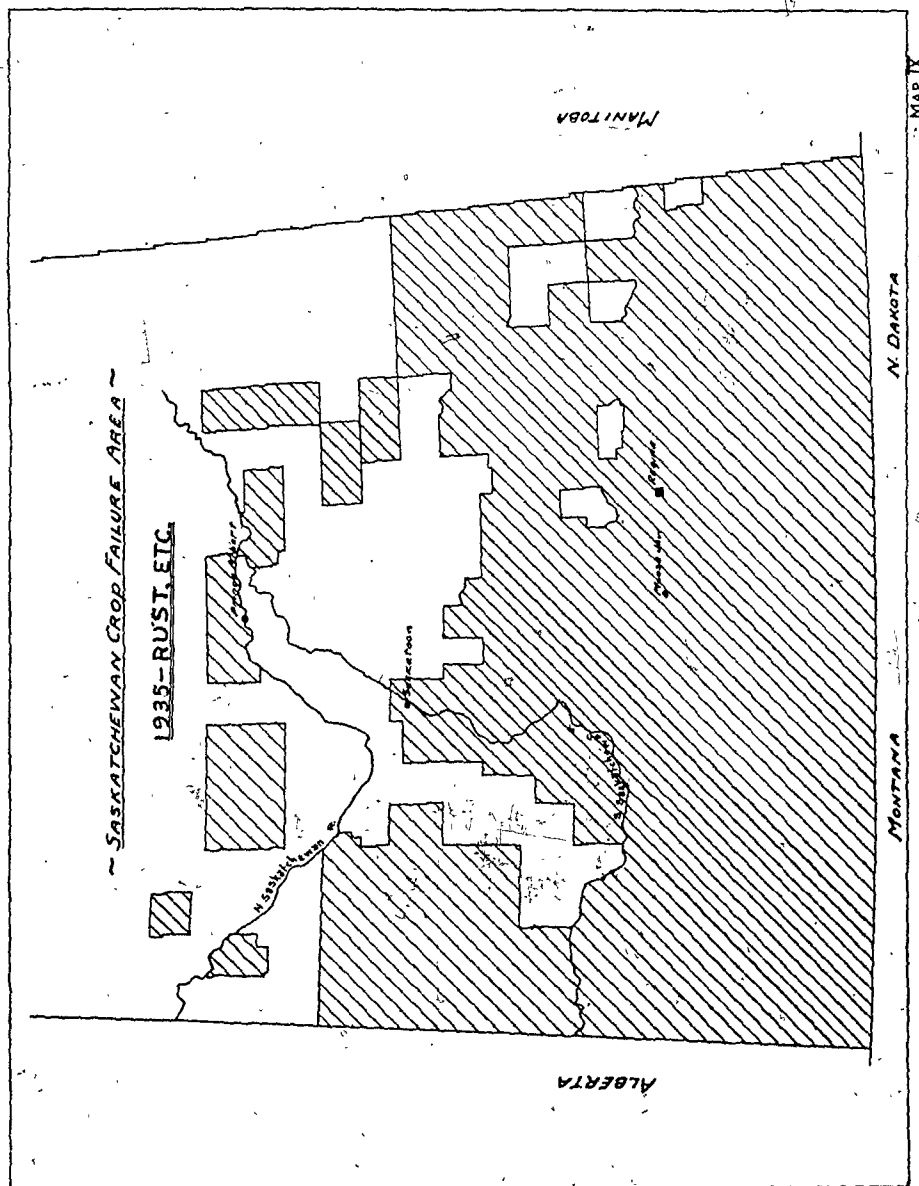 MAP IX
~ SASKATCHEWAN CROP FAILURE AREA ~
1935-RUST, ETC.
MANITOBA
N. DAKOTA
MONTANA
ALBERTA
N. Saskatchewan R.
Prince Albert
Saskatoon
S. Saskatchewan R.
Moose Jaw
Regina